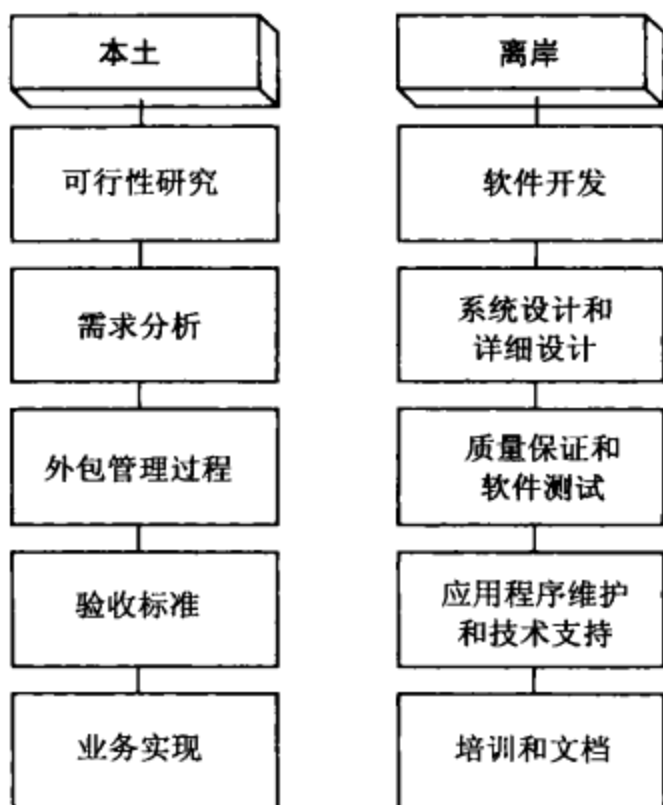 本土
可行性研究
需求分析
外包管理过程
验收标准
业务实现
离岸
软件开发
系统设计和
详细设计
质量保证和
软件测试
应用程序维护
和技术支持
培训和文档